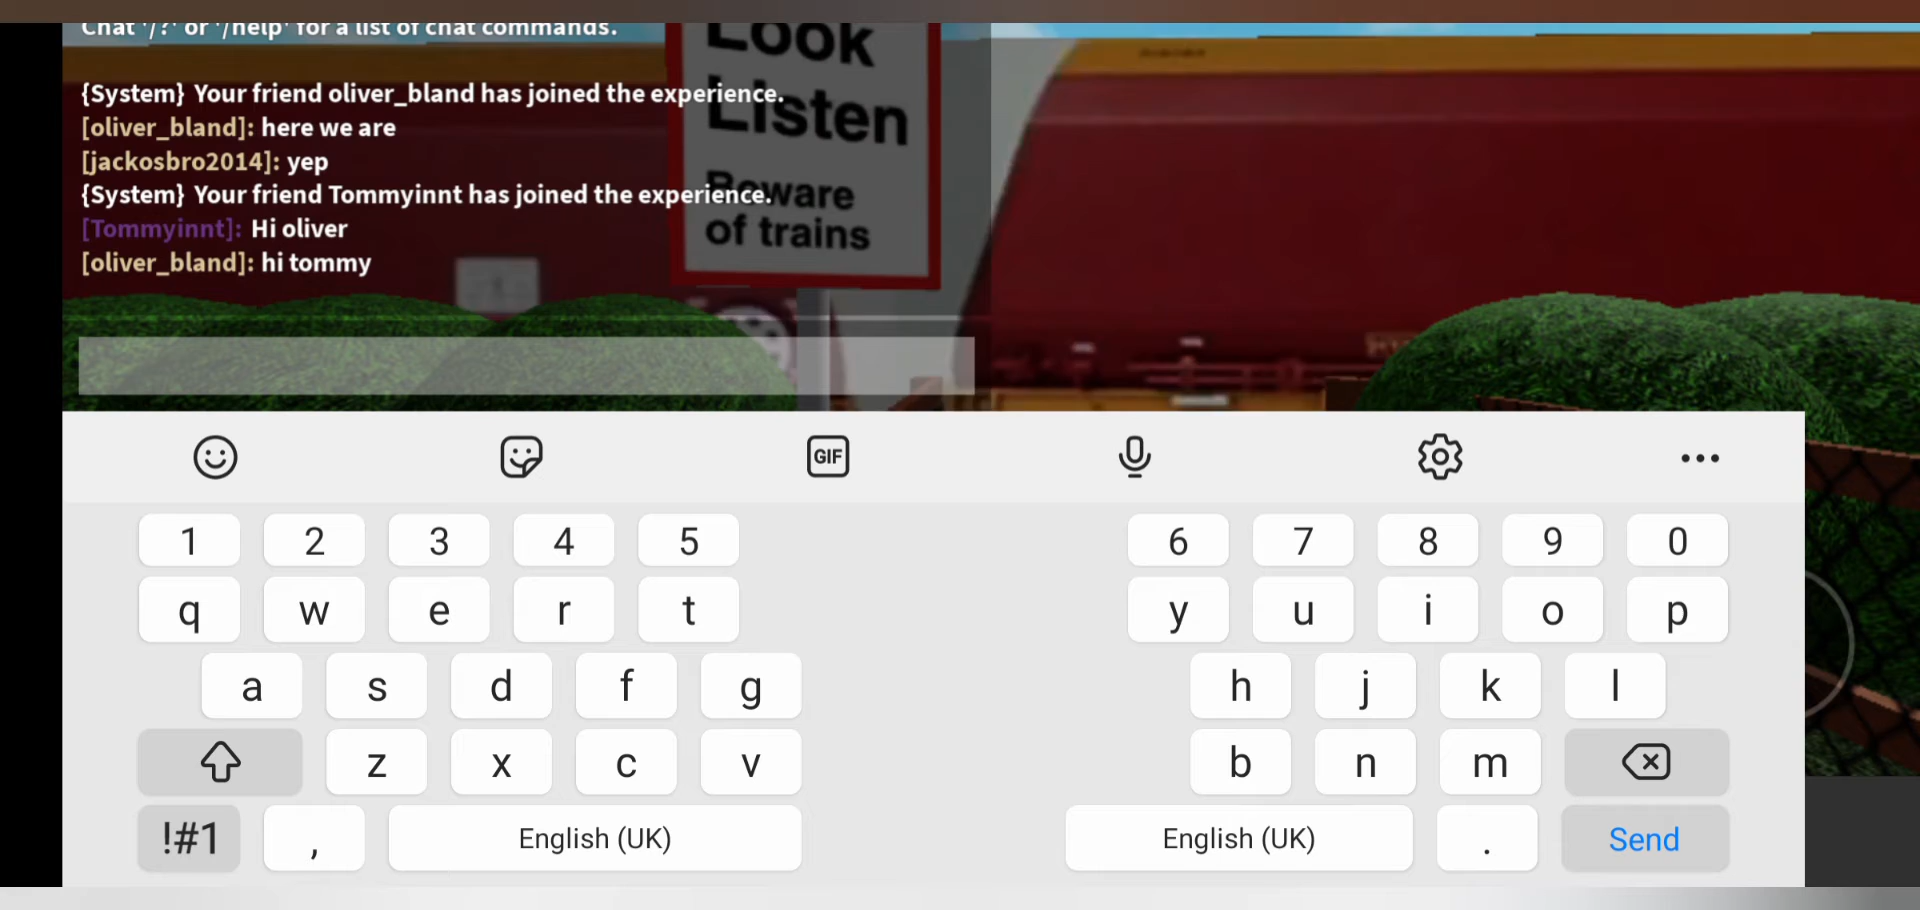 Chat '/?' or '/help' for a list of chat commands.
Look
Listen
Beware
of trains
{System} Your friend oliver_bland has joined the experience.
[oliver_bland]: here we are
[jackosbro2014]: yep
{System} Your friend Tommyinnt has joined the experience.
[Tommyinnt]: Hi oliver
[oliver_bland]: hi tommy
GIF
1 2 3 4 5 6 7 8 9 0
q w e r t y u i o p
a s d f g h j k l
z x c v b n m
!#1 , English (UK) English (UK) . Send